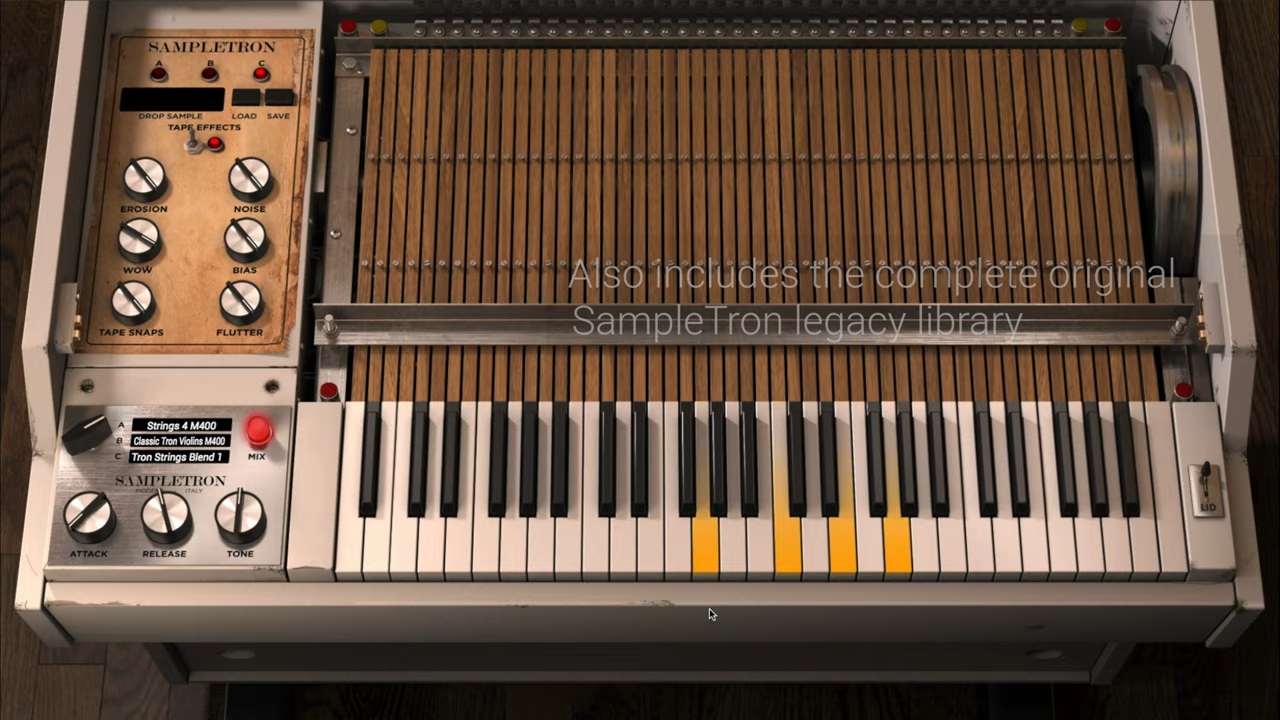 SAMPLETRON
A B C
DROP SAMPLE LOAD SAVE
TAPE EFFECTS
EROSION NOISE
WOW BIAS
TAPE SNAPS FLUTTER
Also includes the complete original
SampleTron legacy library
A Strings 4 M400
B Classic Tron Violins M400
C Tron Strings Blend 1
MIX
SAMPLETRON
ITALY
ATTACK RELEASE TONE
LID